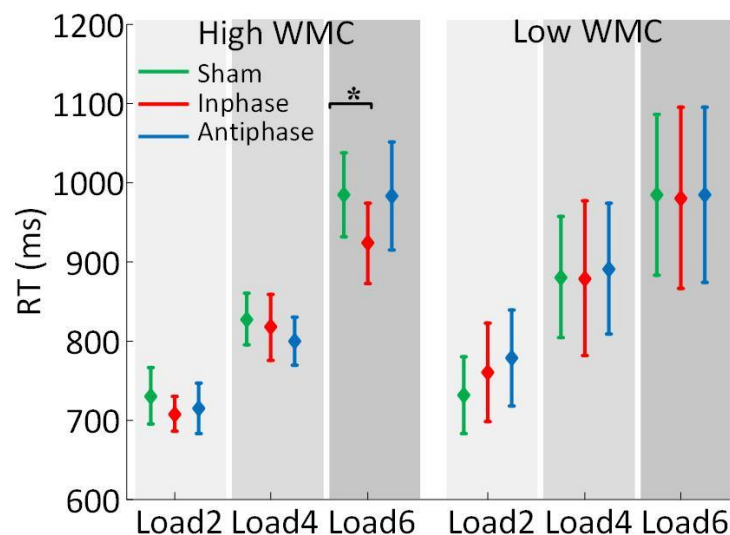 High WMC
Low WMC
Sham
Inphase
Antiphase
*
RT (ms)
1200
1100
1000
900
800
700
600
Load2 Load4 Load6 Load2 Load4 Load6